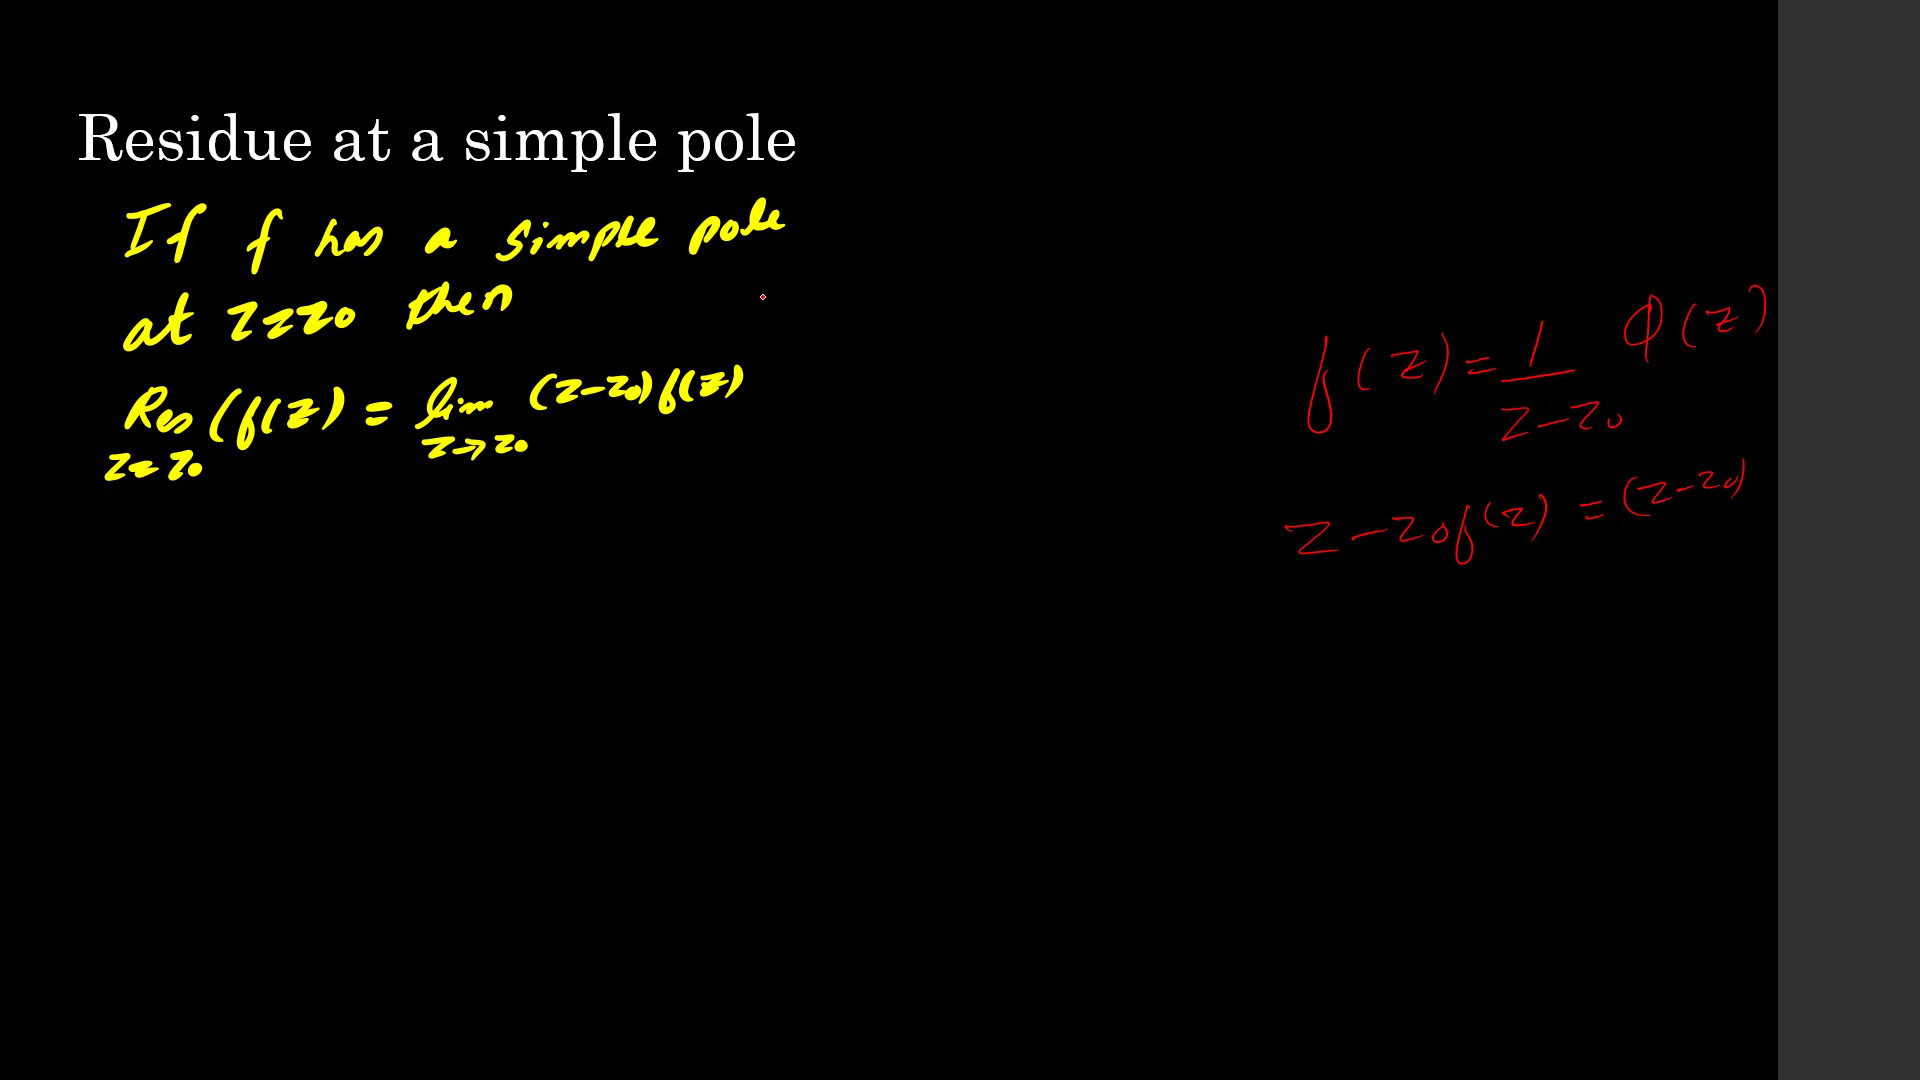 Residue at a simple pole
If f has a simple pole
at z=z0 then
Res (f(z) = lim (z-z0)f(z)
z=z0 z→z0
f(z) = 1 Φ(z)
z-z0
z-z0f(z) = (z-z0)